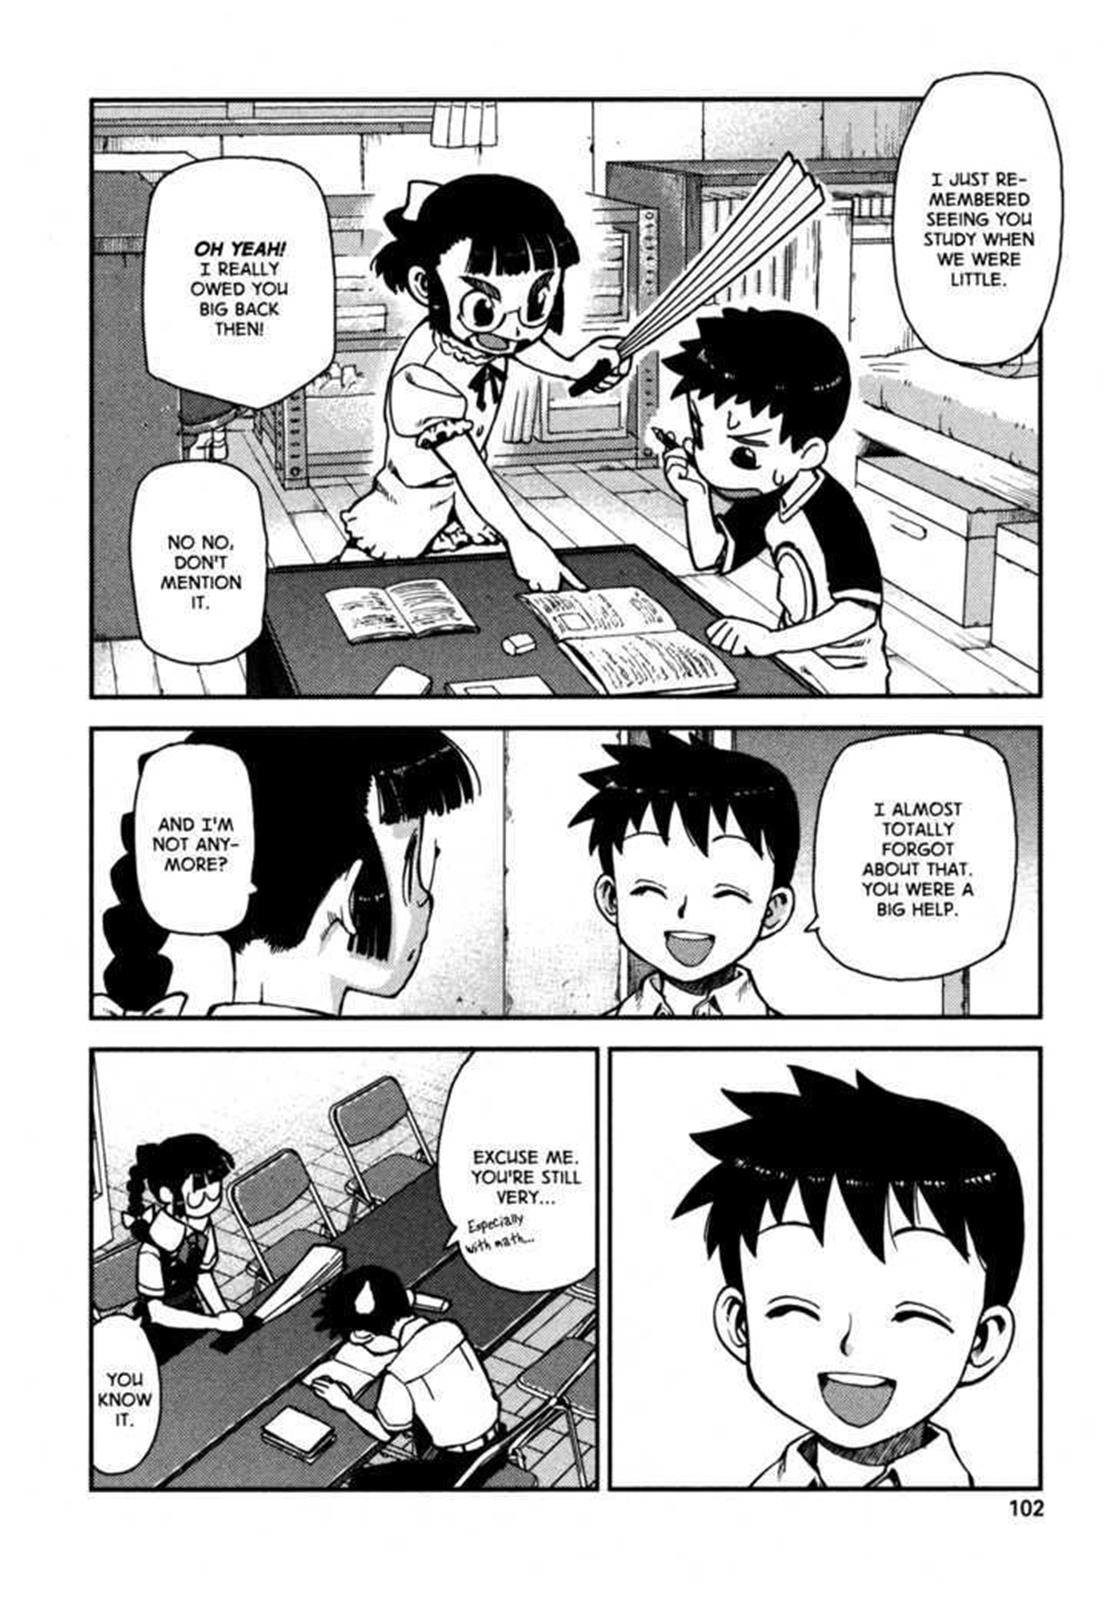 I JUST RE-
MEMBERED
SEEING YOU
STUDY WHEN
WE WERE
LITTLE.
OH YEAH!
I REALLY
OWED YOU
BIG BACK
THEN!
NO NO,
DON'T
MENTION
IT.
I ALMOST
TOTALLY
FORGOT
ABOUT THAT.
YOU WERE A
BIG HELP.
AND I'M
NOT ANY-
MORE?
EXCUSE ME.
YOU'RE STILL
VERY...
Especially
with math...
YOU
KNOW
IT.
102